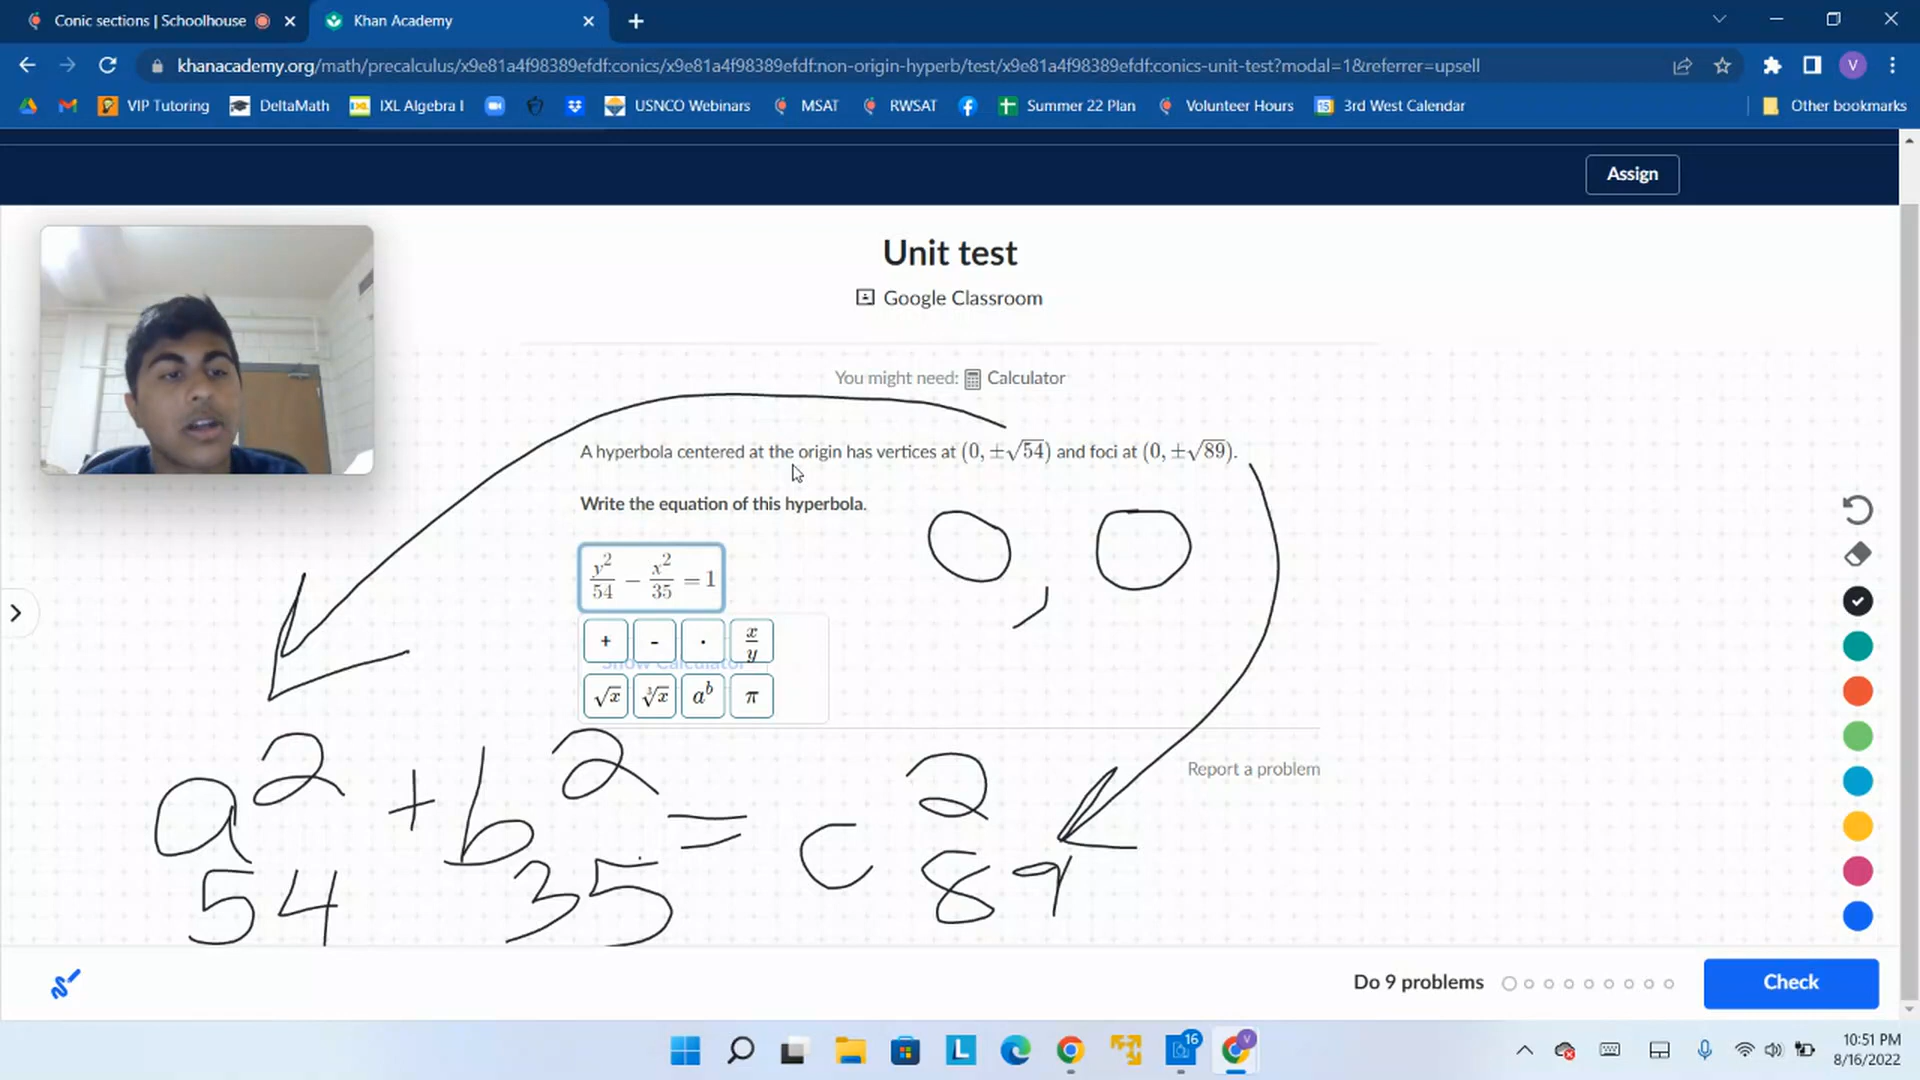 Conic sections | Schoolhouse
Khan Academy
khanacademy.org/math/precalculus/x9e81a4f98389efdf:conics/x9e81a4f98389efdf:non-origin-hyperb/test/x9e81a4f98389efdf:conics-unit-test?modal=1&referrer=upsell
V
VIP Tutoring
DeltaMath
IXL Algebra I
USNCO Webinars
MSAT
RWSAT
Summer 22 Plan
Volunteer Hours
3rd West Calendar
Other bookmarks
Assign
Unit test
Google Classroom
You might need: Calculator
A hyperbola centered at the origin has vertices at (0, ±√54) and foci at (0, ±√89).
Write the equation of this hyperbola.
y²/54 − x²/35 = 1
+ - · x/y
Show Calculator
√x ∛x aᵇ π
Report a problem
a² + b² = c²
54 35 89
Do 9 problems
Check
16
10:51 PM
8/16/2022